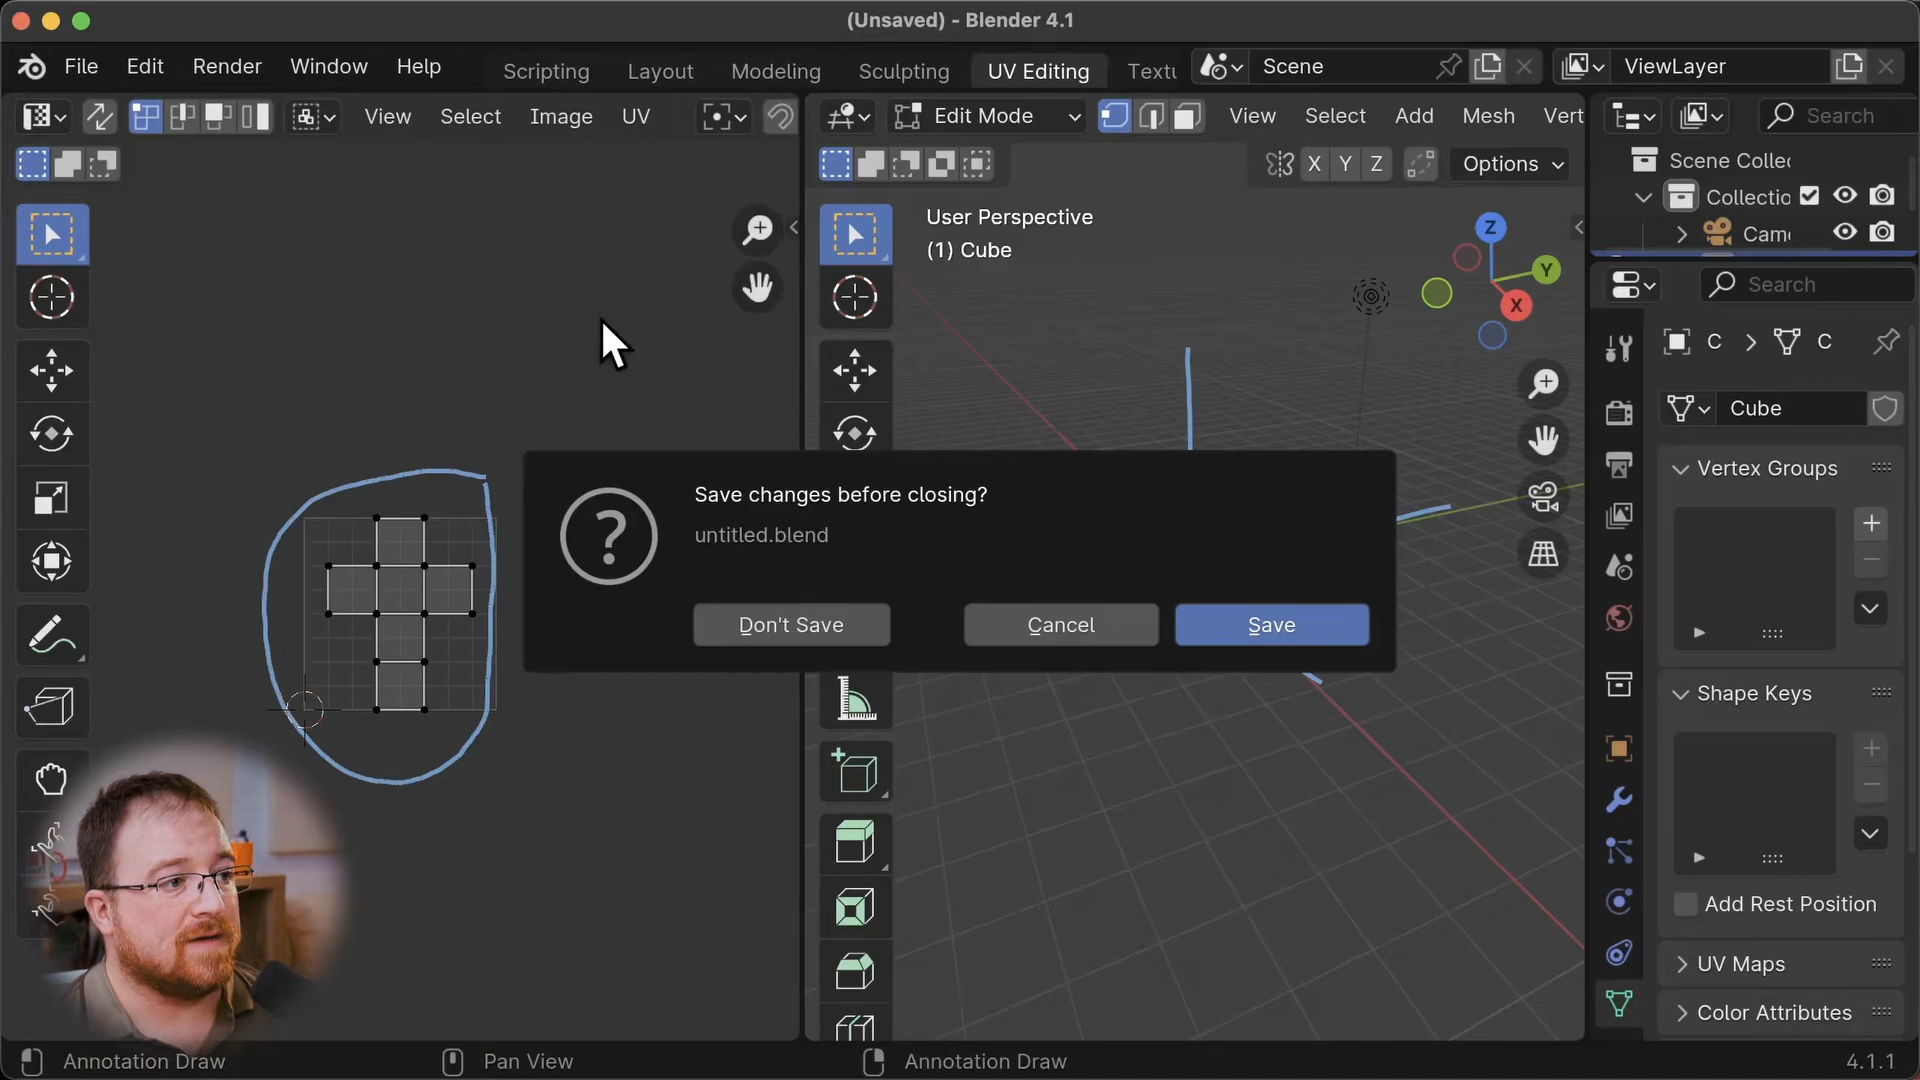 (Unsaved) - Blender 4.1
File Edit Render Window Help Scripting Layout Modeling Sculpting UV Editing Textu Scene ViewLayer
View Select Image UV Edit Mode View Select Add Mesh Vert Search
X Y Z Options
Scene Collec
User Perspective
(1) Cube
Collectio
Came
Z
Y
X
Search
C > C
Cube
Vertex Groups
Save changes before closing?
untitled.blend
Don't Save Cancel Save
Shape Keys
Add Rest Position
UV Maps
Color Attributes
Annotation Draw Pan View Annotation Draw 4.1.1